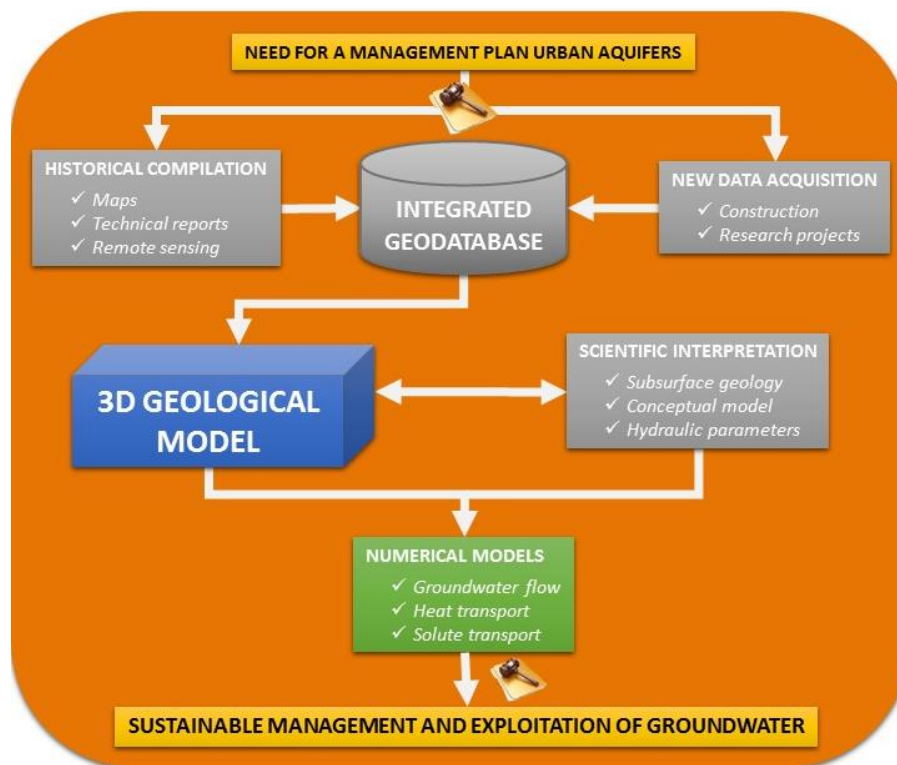 NEED FOR A MANAGEMENT PLAN URBAN AQUIFERS
HISTORICAL COMPILATION
✓ Maps
✓ Technical reports
✓ Remote sensing
INTEGRATED
GEODATABASE
NEW DATA ACQUISITION
✓ Construction
✓ Research projects
3D GEOLOGICAL
MODEL
SCIENTIFIC INTERPRETATION
✓ Subsurface geology
✓ Conceptual model
✓ Hydraulic parameters
NUMERICAL MODELS
✓ Groundwater flow
✓ Heat transport
✓ Solute transport
SUSTAINABLE MANAGEMENT AND EXPLOITATION OF GROUNDWATER